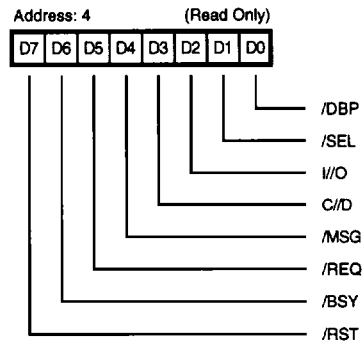 Address: 4 (Read Only)
D7 D6 D5 D4 D3 D2 D1 D0
/DBP
/SEL
I//O
C//D
/MSG
/REQ
/BSY
/RST